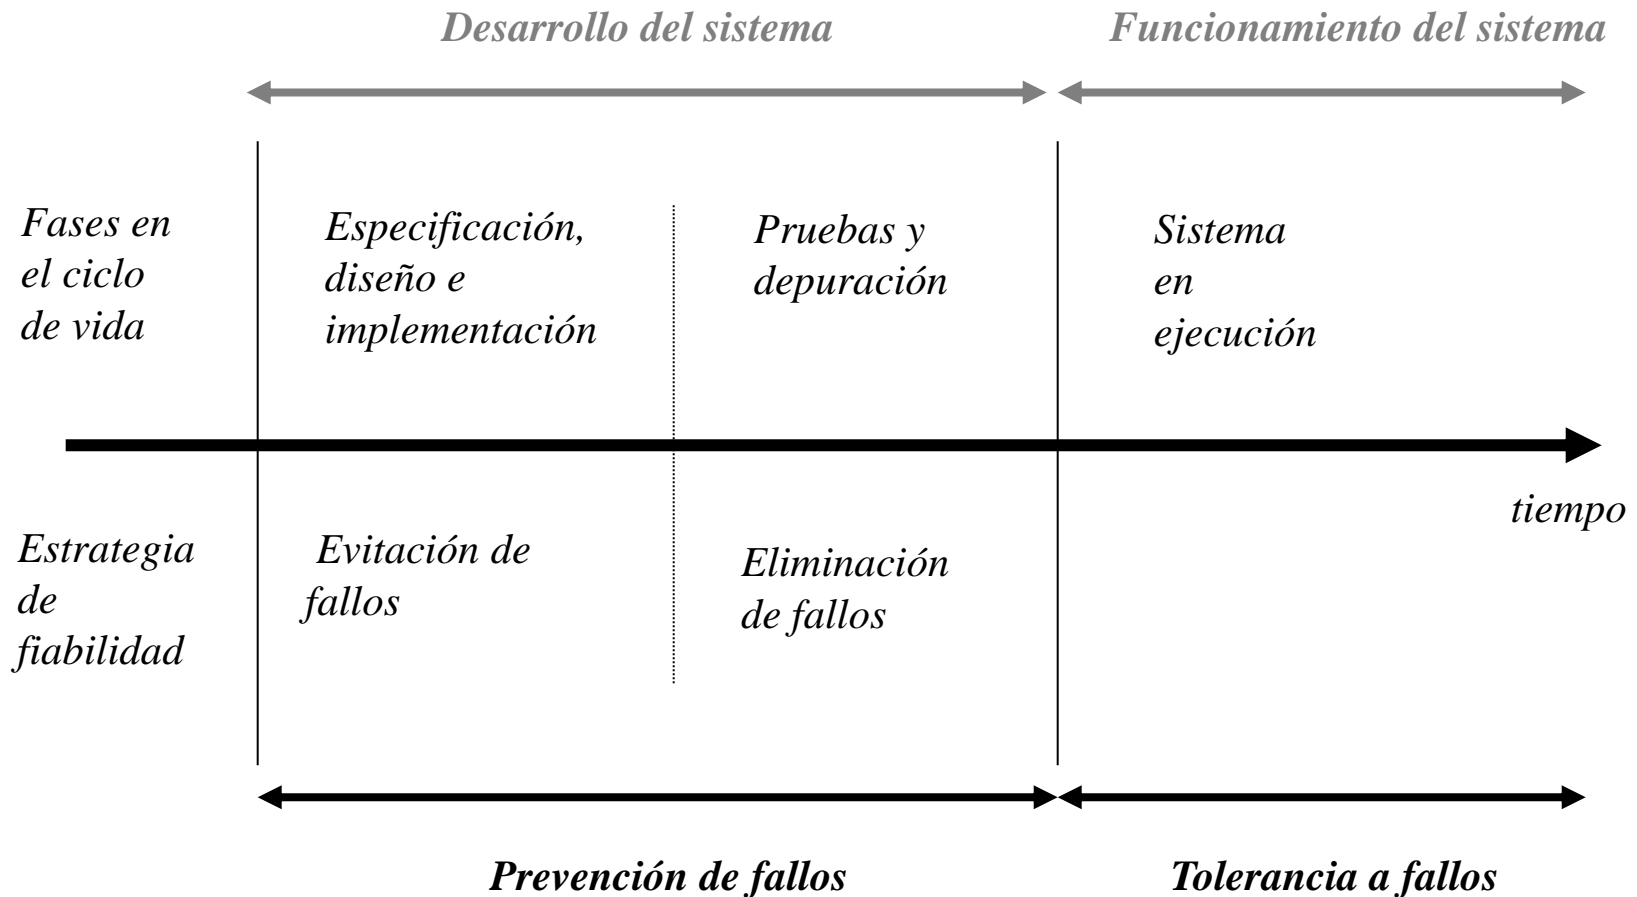 Desarrollo del sistema
Funcionamiento del sistema
Fases en
el ciclo
de vida
Especificación,
diseño e
implementación
Pruebas y
depuración
Sistema
en
ejecución
tiempo
Estrategia
de
fiabilidad
Evitación de
fallos
Eliminación
de fallos
Prevención de fallos
Tolerancia a fallos